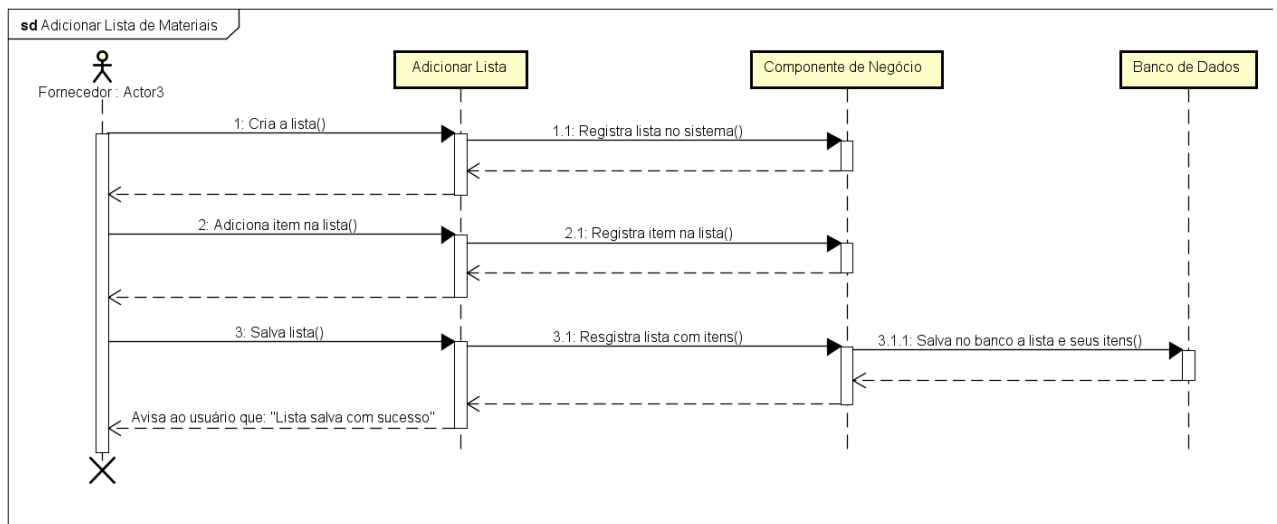 sd Adicionar Lista de Materiais
Fornecedor : Actor3
Adicionar Lista
Componente de Negócio
Banco de Dados
1: Cria a lista()
1.1: Registra lista no sistema()
2: Adiciona item na lista()
2.1: Registra item na lista()
3: Salva lista()
3.1: Resgistra lista com itens()
3.1.1: Salva no banco a lista e seus itens()
Avisa ao usuário que: "Lista salva com sucesso"